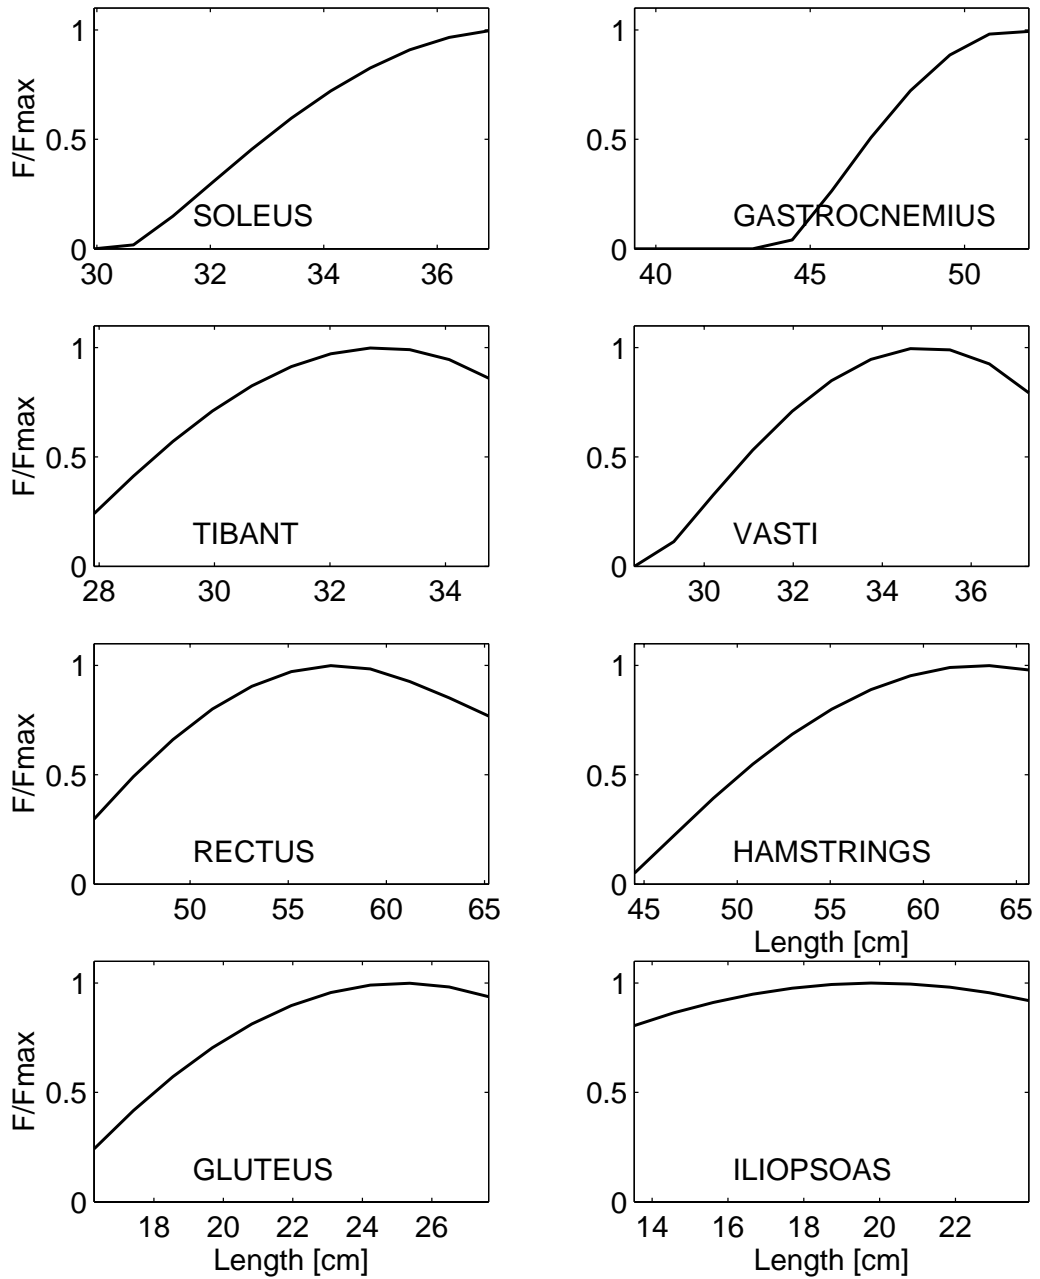 F/Fmax
1
0.5
0
SOLEUS
30 32 34 36
1
0.5
0
GASTROCNEMIUS
40 45 50
F/Fmax
1
0.5
0
TIBANT
28 30 32 34
1
0.5
0
VASTI
30 32 34 36
F/Fmax
1
0.5
0
RECTUS
50 55 60 65
1
0.5
0
HAMSTRINGS
45 50 55 60 65
Length [cm]
F/Fmax
1
0.5
0
GLUTEUS
18 20 22 24 26
Length [cm]
1
0.5
0
ILIOPSOAS
14 16 18 20 22
Length [cm]